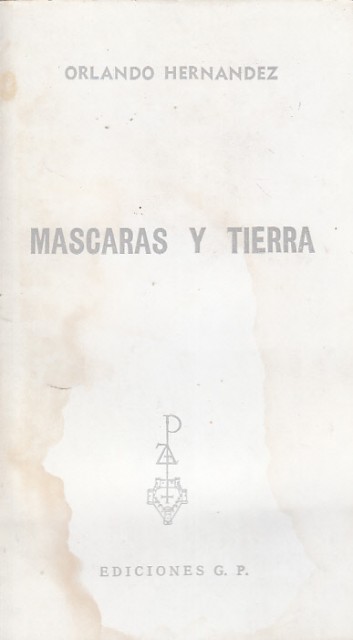 ORLANDO HERNANDEZ
MASCARAS Y TIERRA
EDICIONES G. P.